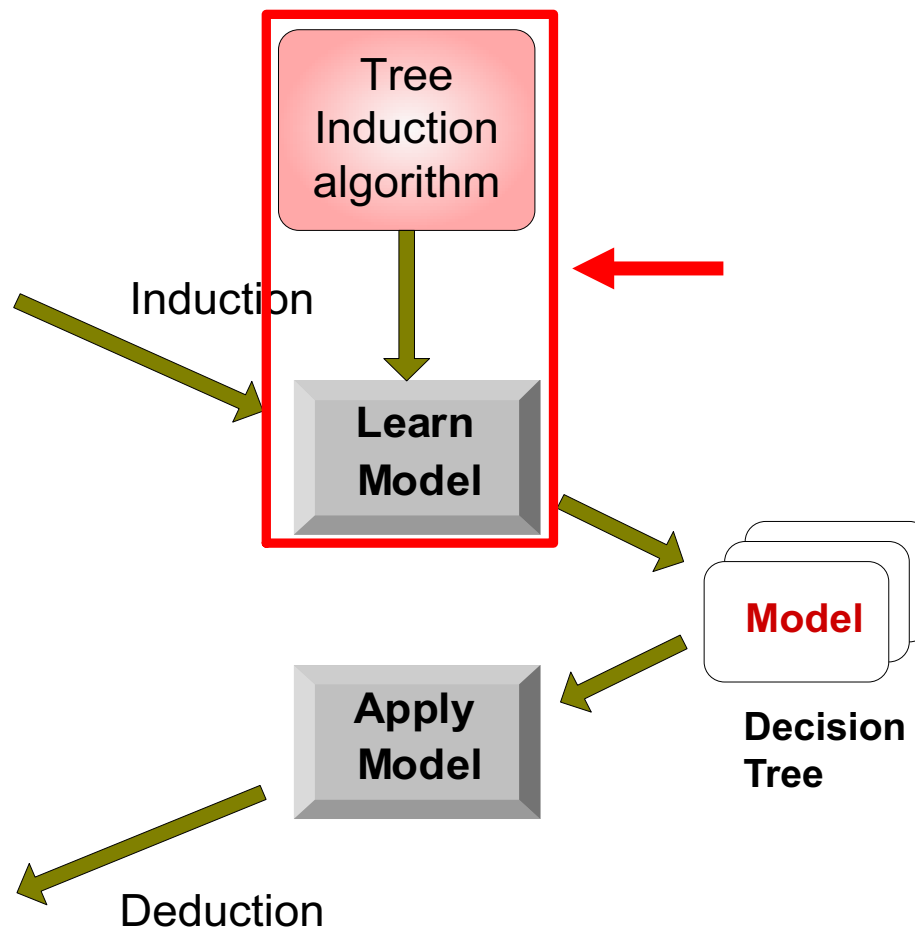 Tree
Induction
algorithm
Induction
Learn
Model
Model
Decision
Tree
Apply
Model
Deduction